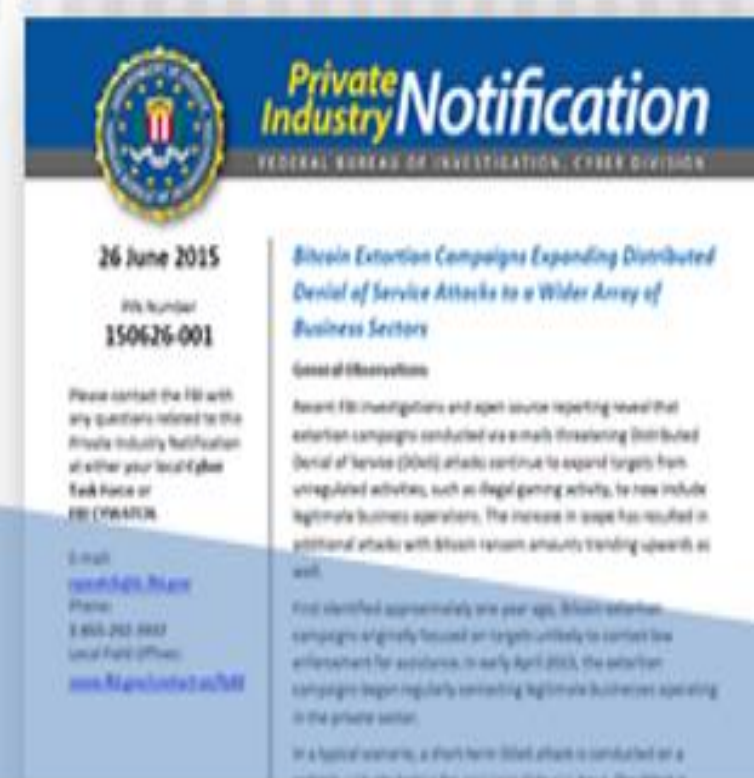 Private
Industry Notification
FEDERAL BUREAU OF INVESTIGATION, CYBER DIVISION
26 June 2015
PIN Number
150626-001
Please contact the FBI with
any questions related to this
Private Industry Notification
at either your local Cyber
Task Force or
FBI CYWATCH.
E-mail:
Phone:
Local Field Offices:
Bitcoin Extortion Campaigns Expanding Distributed
Denial of Service Attacks to a Wider Array of
Business Sectors
General Observations
Recent FBI investigations and open source reporting reveal that
extortion campaigns conducted via e-mails threatening Distributed
Denial of Service (DDoS) attacks continue to expand targets from
unregulated activities, such as illegal gaming activity, to now include
legitimate business operations. The increase in scope has resulted in
additional attacks with Bitcoin ransom amounts trending upwards as
well.
First identified approximately one year ago, Bitcoin extortion
campaigns originally focused on targets unlikely to contact law
enforcement for assistance. In early April 2015, the extortion
campaigns began regularly contacting legitimate businesses operating
in the private sector.
In a typical scenario, a short-term DDoS attack is conducted on a